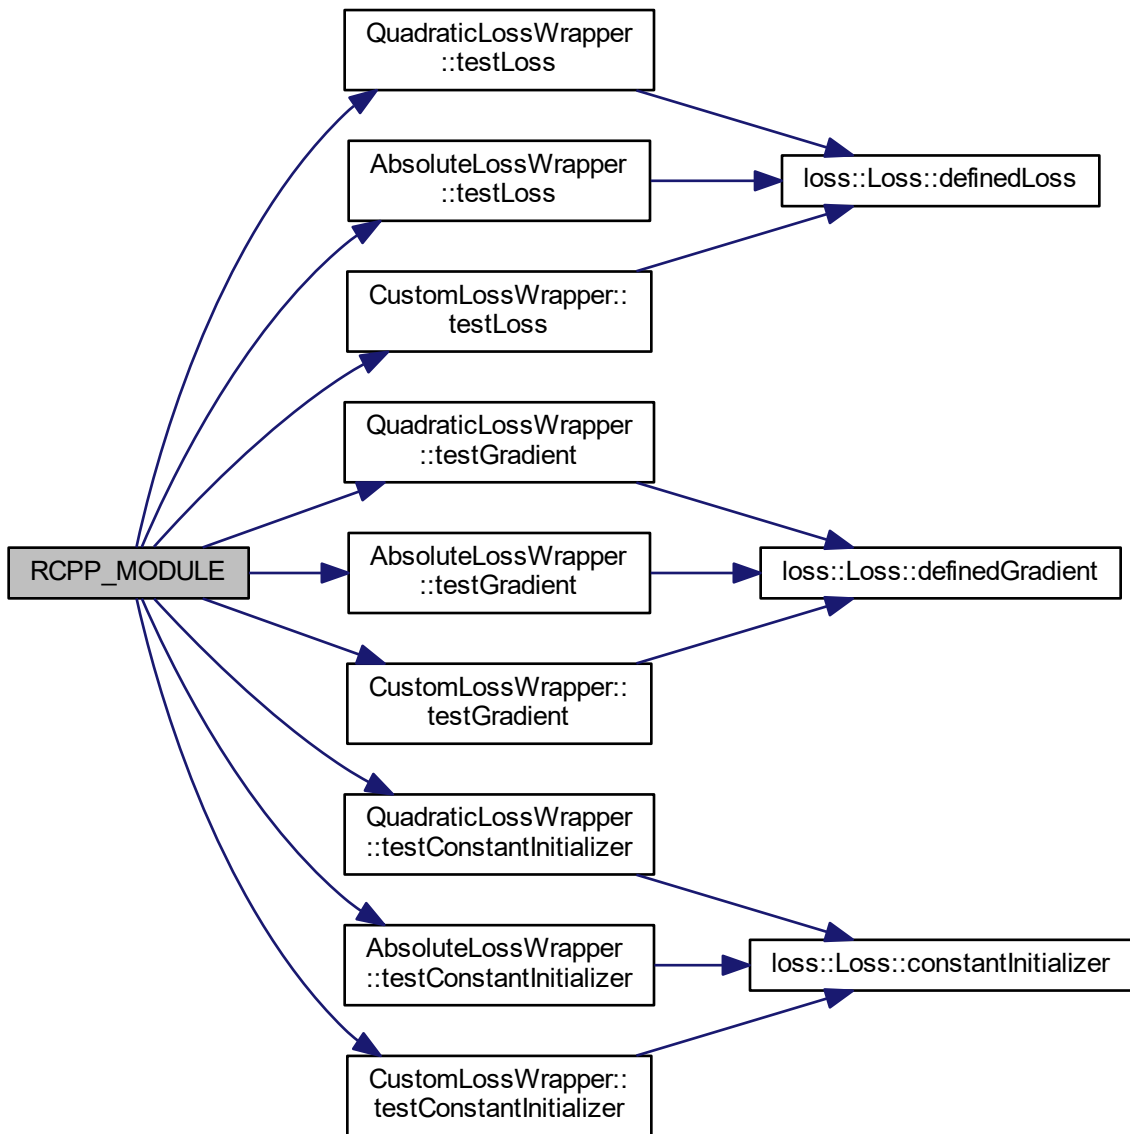 QuadraticLossWrapper
::testLoss
AbsoluteLossWrapper
::testLoss
loss::Loss::definedLoss
CustomLossWrapper::
testLoss
QuadraticLossWrapper
::testGradient
RCPP_MODULE
AbsoluteLossWrapper
::testGradient
loss::Loss::definedGradient
CustomLossWrapper::
testGradient
QuadraticLossWrapper
::testConstantInitializer
AbsoluteLossWrapper
::testConstantInitializer
loss::Loss::constantInitializer
CustomLossWrapper::
testConstantInitializer